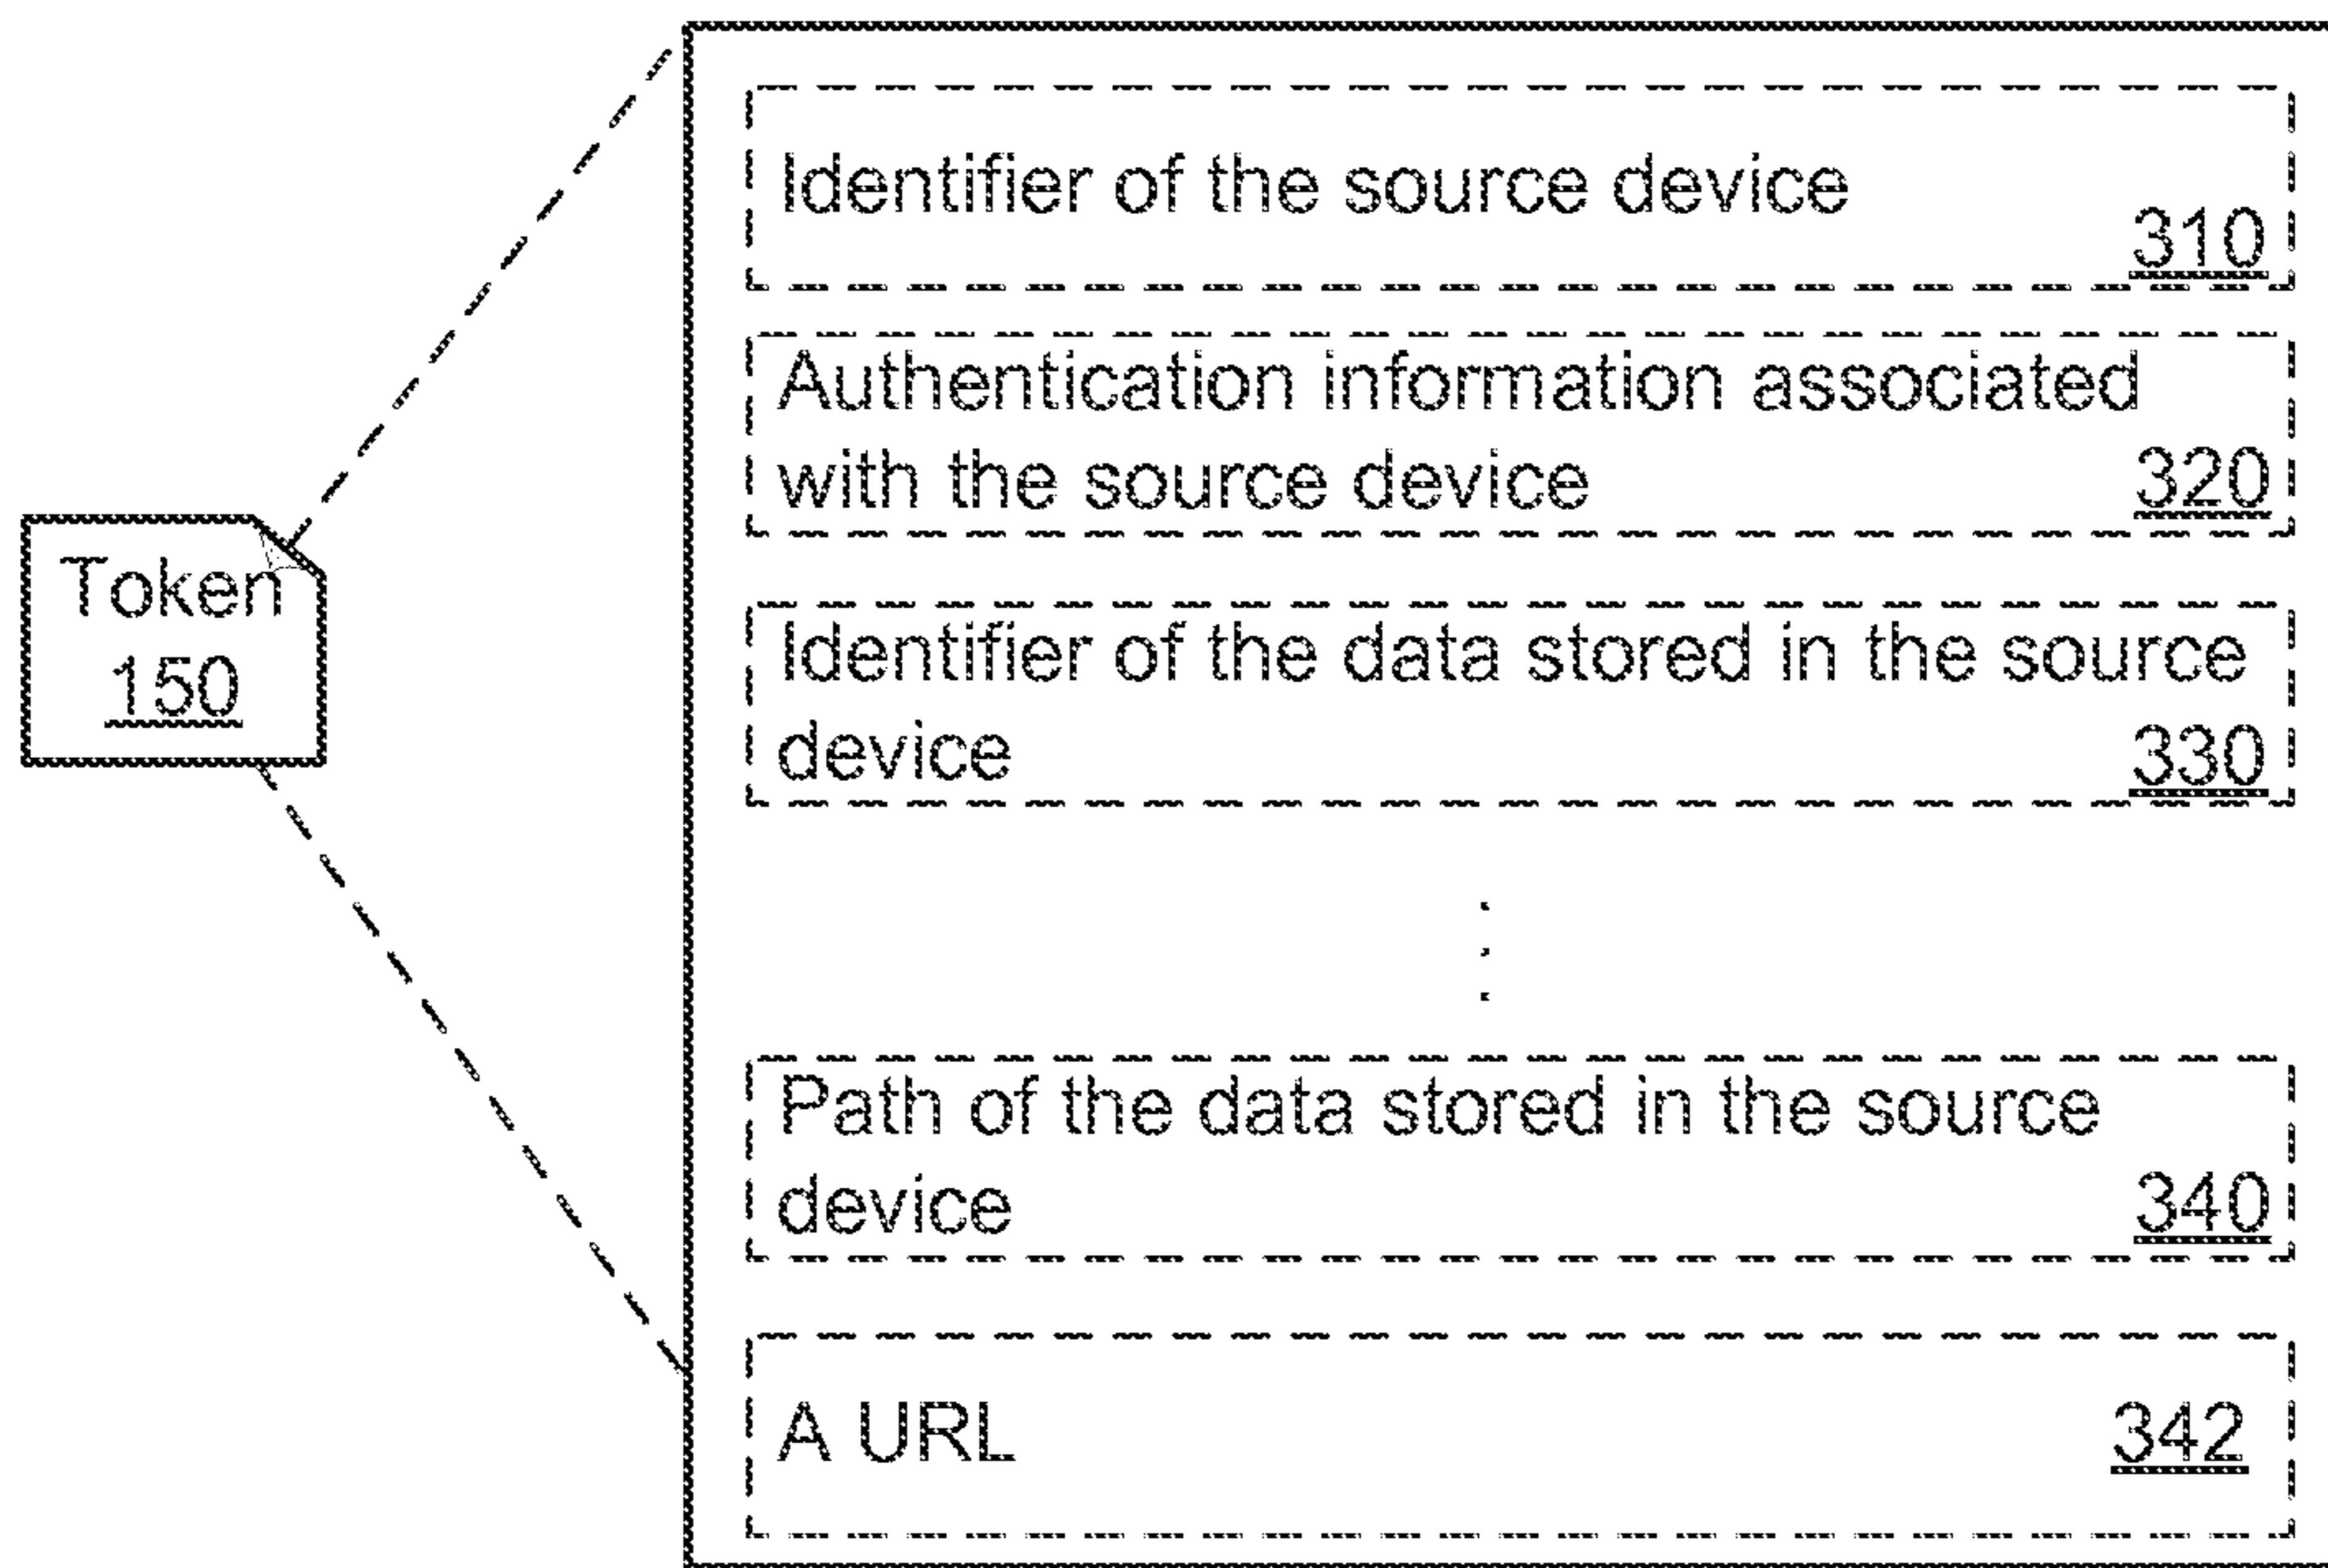 Token
150
Identifier of the source device
310
Authentication information associated
with the source device 320
Identifier of the data stored in the source
device 330
Path of the data stored in the source
device 340
A URL 342